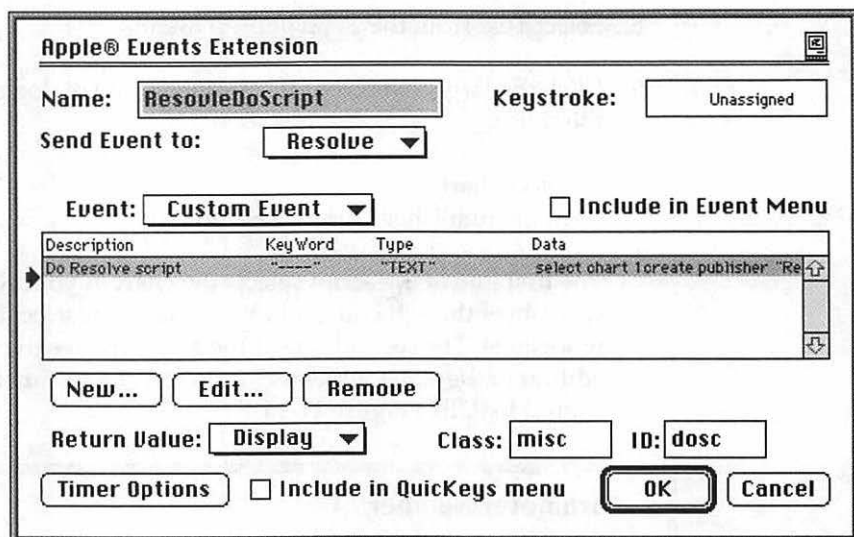 Apple® Events Extension
Name: ResovleDoScript Keystroke: Unassigned
Send Event to: Resolve
Event: Custom Event Include in Event Menu
Description KeyWord Type Data
Do Resolve script "----" "TEXT" select chart 1create publisher "Re
New... Edit... Remove
Return Value: Display Class: misc ID: dosc
Timer Options Include in QuicKeys menu OK Cancel